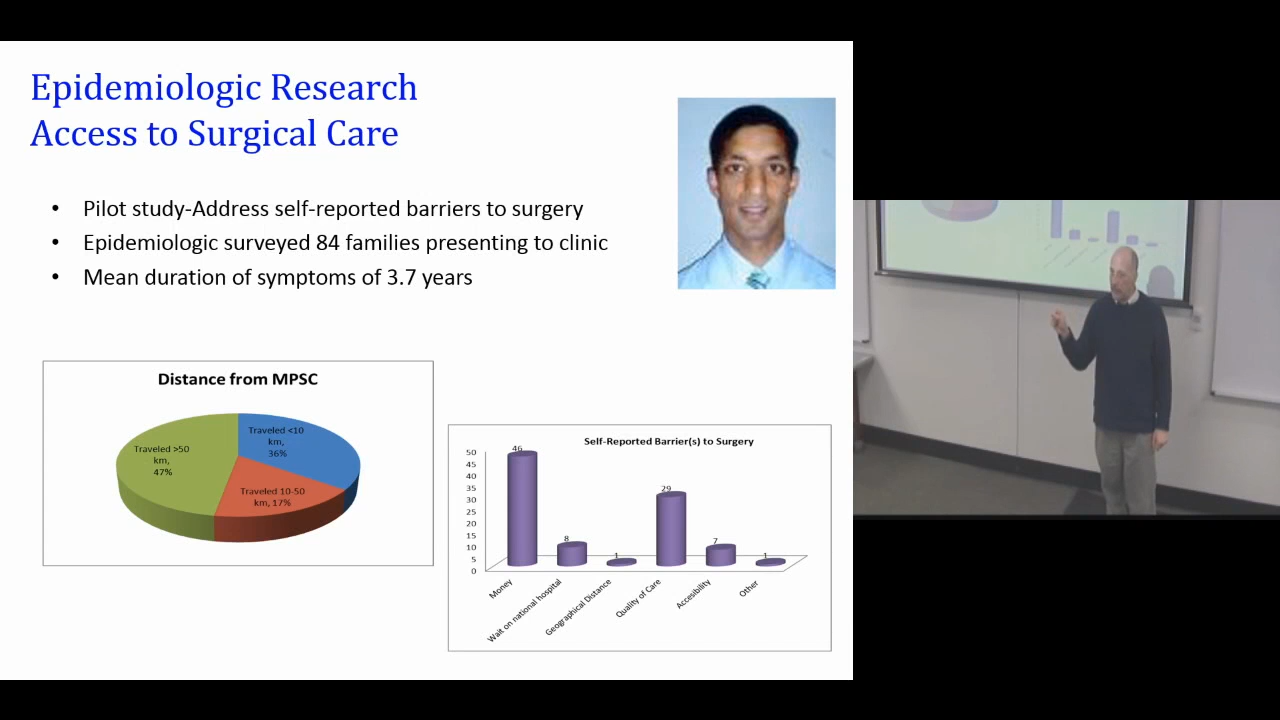 Epidemiologic Research
Access to Surgical Care
• Pilot study-Address self-reported barriers to surgery
• Epidemiologic surveyed 84 families presenting to clinic
• Mean duration of symptoms of 3.7 years
Distance from MPSC
Traveled <10
km,
36%
Traveled >50
km,
47%
Traveled 10-50
km, 17%
Self-Reported Barrier(s) to Surgery
50
45
40
35
30
25
20
15
10
5
0
46
8
1
29
7
1
Money
Wait on national hospital
Geographical Distance
Quality of Care
Accesibility
Other